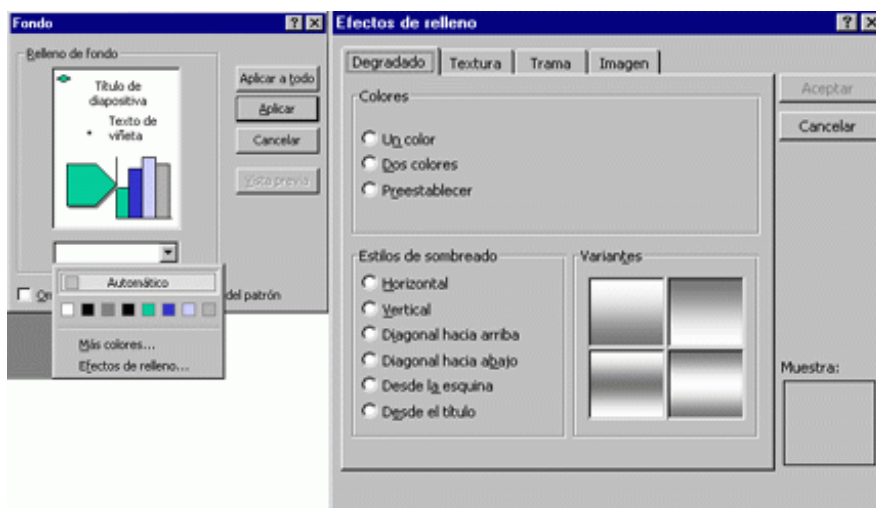 Fondo
Relleno de fondo
Título de
diapositiva
Texto de
viñeta
Aplicar a todo
Aplicar
Cancelar
Vista previa
Automático
del patrón
Más colores...
Efectos de relleno...
Efectos de relleno
Degradado
Textura
Trama
Imagen
Colores
Un color
Dos colores
Preestablecer
Estilos de sombreado
Horizontal
Vertical
Diagonal hacia arriba
Diagonal hacia abajo
Desde la esquina
Desde el título
Variantes
Aceptar
Cancelar
Muestra: